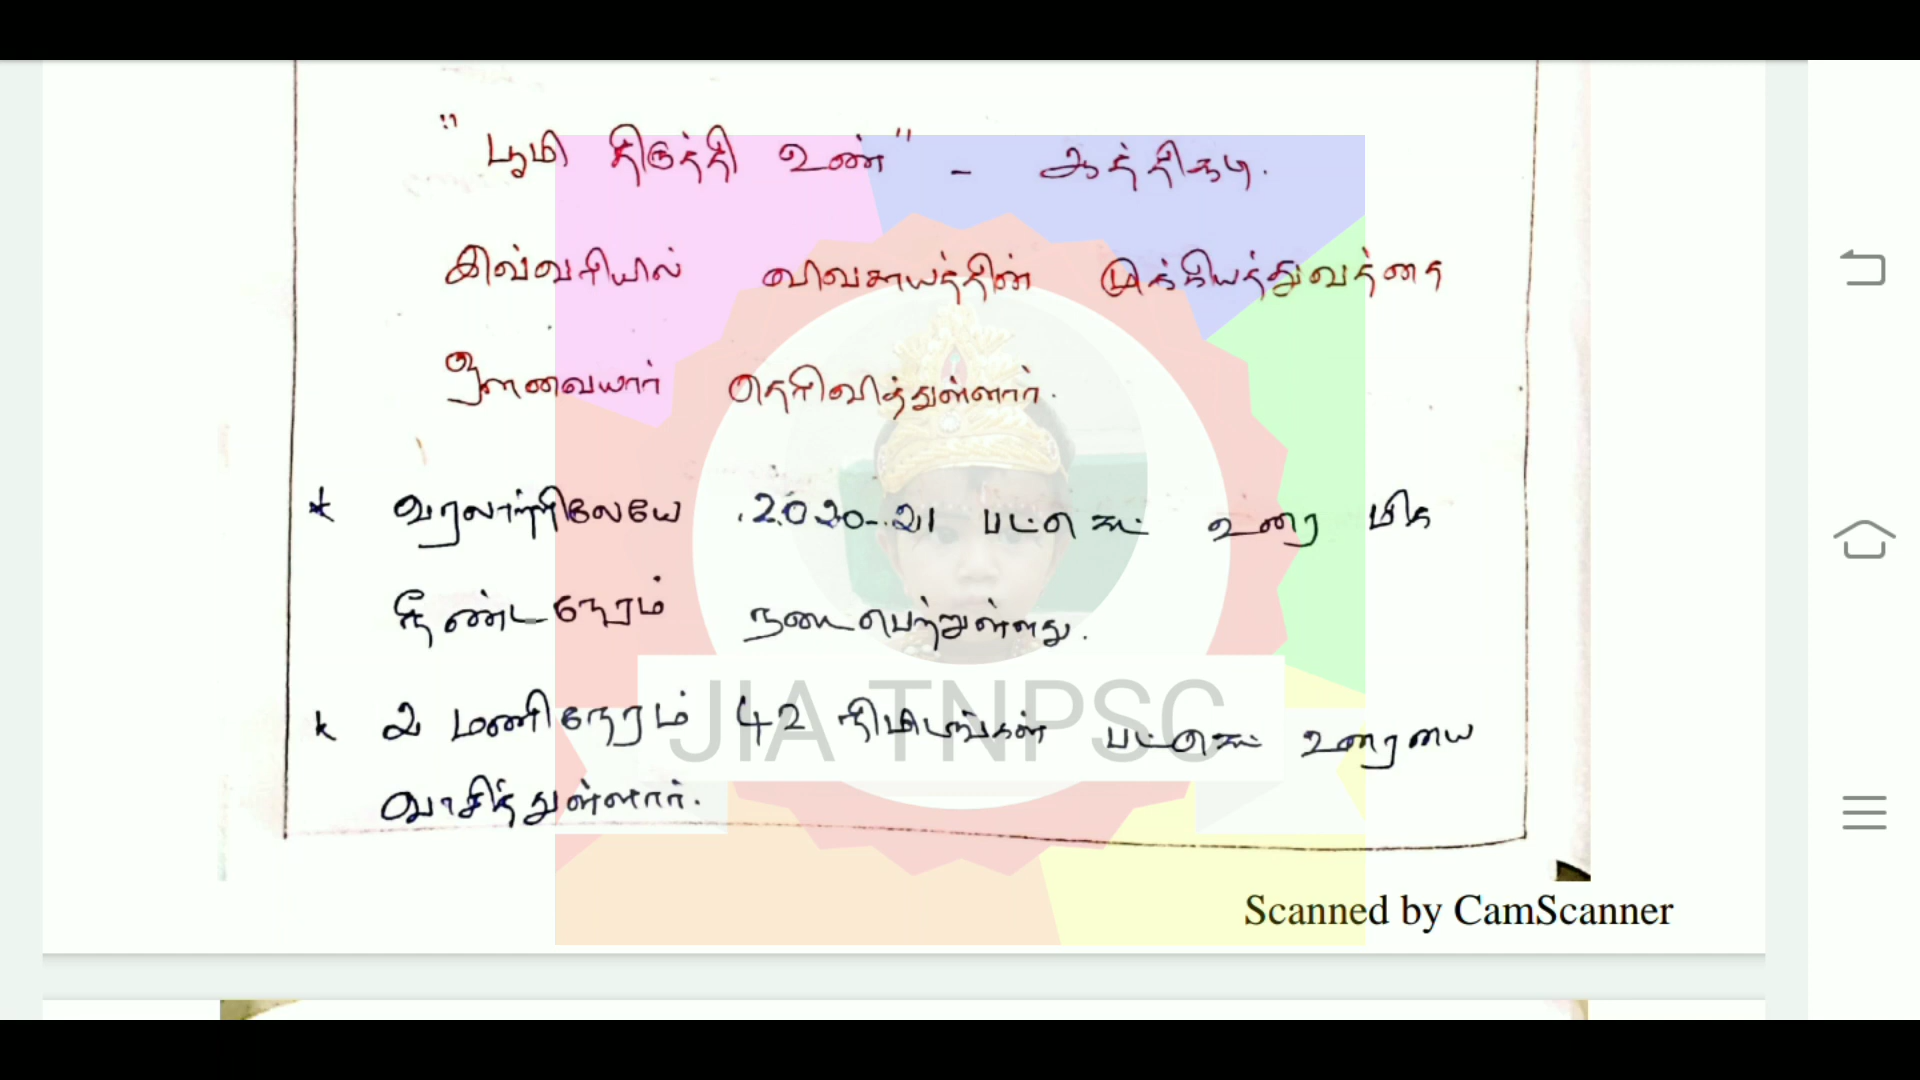 "பூமி திருத்தி உண்" - ஆத்திசுடி.
இவ்வரியில் விவசாயத்தின் முக்கியத்துவத்தை
ஔவையார் தெரிவித்துள்ளார்.
* வரலாற்றிலேயே 2020-21 பட்ஜெட் உரை மிக
நீண்டநேரம் நடைபெற்றுள்ளது.
* 2 மணிநேரம் 42 நிமிடங்கள் பட்ஜெட் உரையை
வாசித்துள்ளார்.
JIA TNPSC
Scanned by CamScanner